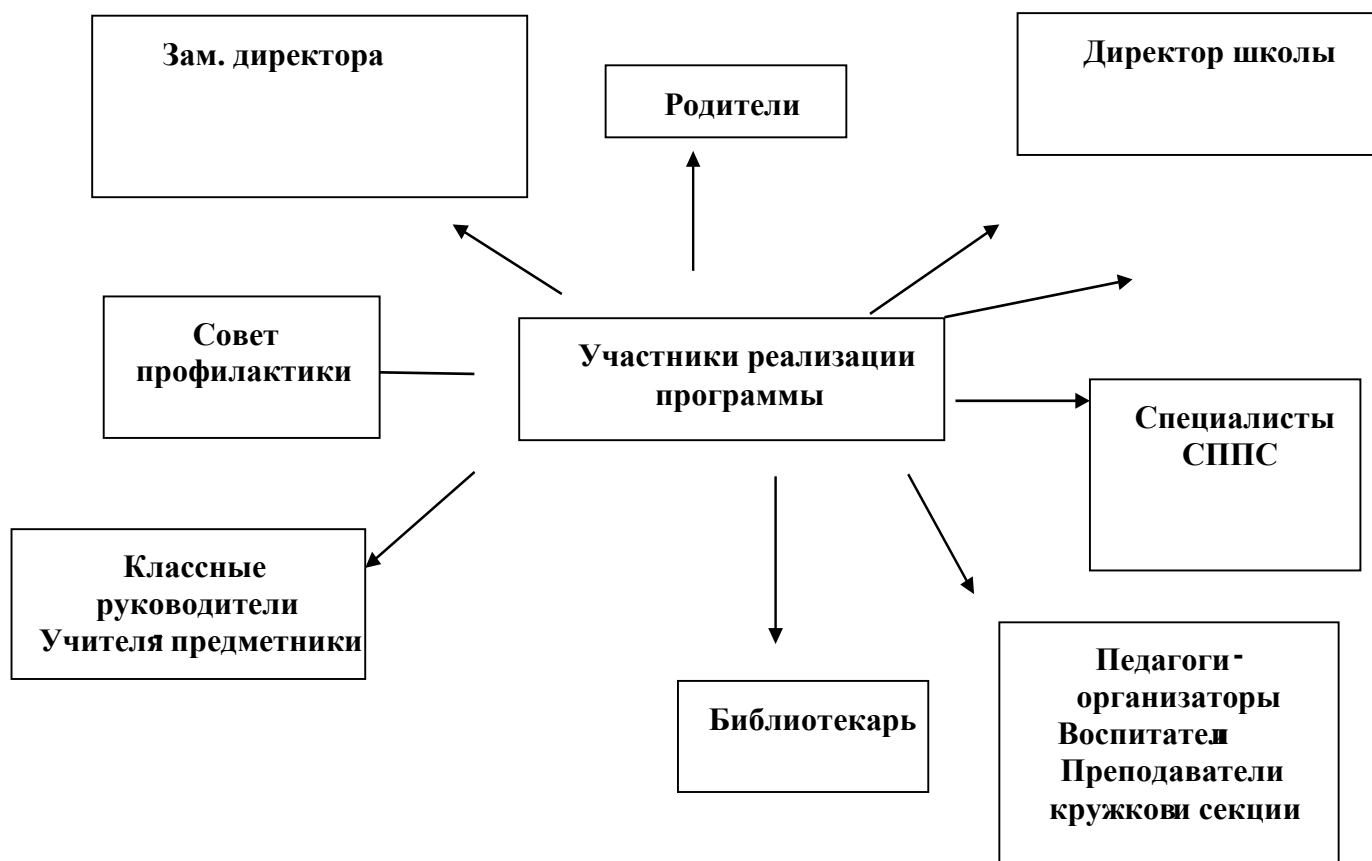 Зам. директора
Родители
Директор школы
Совет
профилактики
Участники реализации
программы
Специалисты
СППС
Классные
руководители
Учителя-предметники
Библиотекарь
Педагоги-
организаторы
Воспитатели
Преподаватели
кружков и секции